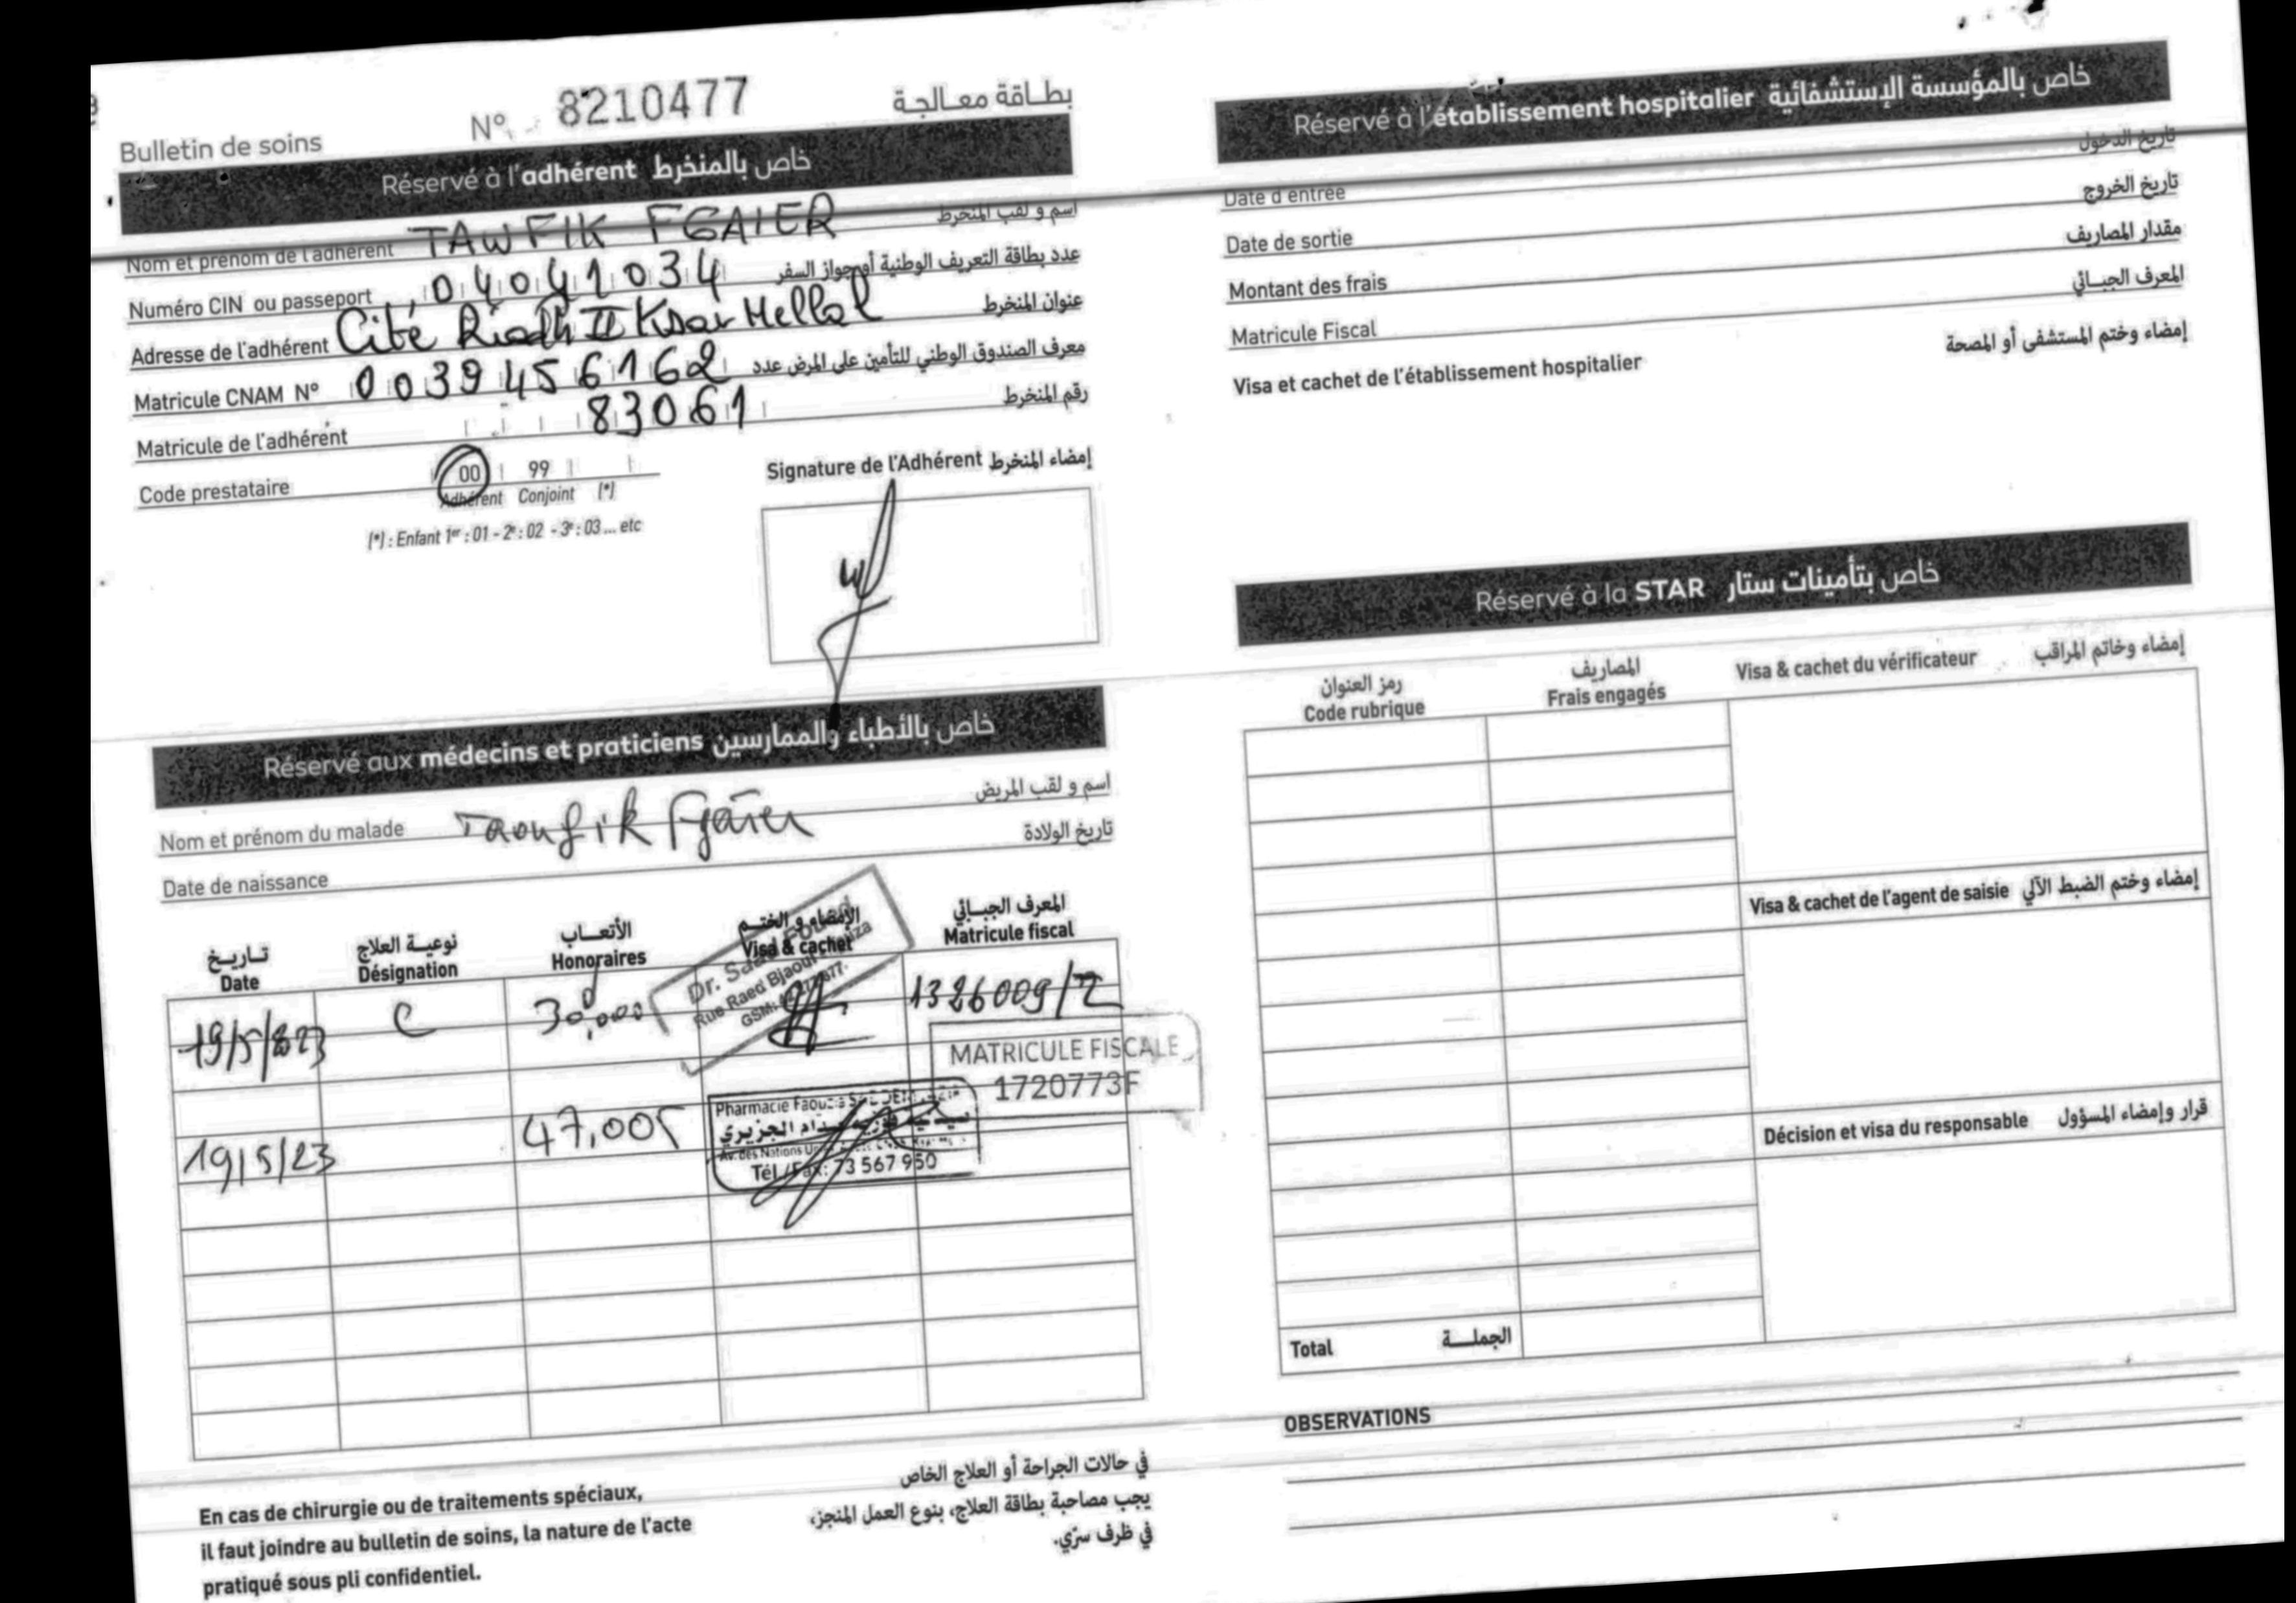 Bulletin de soins N° 8210477 بطاقة معالجة
Réservé à l'adhérent خاص بالمنخرط
Nom et prénom de l'adhérent TAWFIK FGAIER اسم و لقب المنخرط
Numéro CIN ou passeport 04041034 عدد بطاقة التعريف الوطنية أو جواز السفر
Adresse de l'adhérent Cité Riadh II Ksar Hellal عنوان المنخرط
Matricule CNAM N° 0039456162 معرف الصندوق الوطني للتأمين على المرض عدد
Matricule de l'adhérent 83061 رقم المنخرط
Code prestataire 00 99
Adhérent Conjoint (*)
(*) : Enfant 1er : 01 - 2e : 02 - 3e : 03 ... etc
Signature de l'Adhérent إمضاء المنخرط
Réservé aux médecins et praticiens خاص بالأطباء والممارسين
Nom et prénom du malade Taoufik Fgaïer اسم و لقب المريض
Date de naissance تاريخ الولادة
تاريخ نوعية العلاج الأتعاب الإمضاء و الختم المعرف الجبائي
Date Désignation Honoraires Visa & cachet Matricule fiscal
Dr.
Rue Raed Bjaoui
GSM:
19/5/2023 C 30,000 1326009/Z
MATRICULE FISCALE
1720773F
19/5/23 47,005
Pharmacie Faouzia
الجزيري
Av. des Nations
Tél./Fax: 73 567 950
En cas de chirurgie ou de traitements spéciaux,
il faut joindre au bulletin de soins, la nature de l'acte
pratiqué sous pli confidentiel.
في حالات الجراحة أو العلاج الخاص
يجب مصاحبة بطاقة العلاج، بنوع العمل المنجز،
في ظرف سرّي.
Réservé à l'établissement hospitalier خاص بالمؤسسة الإستشفائية
Date d'entrée تاريخ الدخول
Date de sortie تاريخ الخروج
Montant des frais مقدار المصاريف
Matricule Fiscal المعرف الجبائي
Visa et cachet de l'établissement hospitalier إمضاء وختم المستشفى أو المصحة
Réservé à la STAR خاص بتأمينات ستار
رمز العنوان المصاريف
Code rubrique Frais engagés
Visa & cachet du vérificateur إمضاء وخاتم المراقب
Visa & cachet de l'agent de saisie إمضاء وختم الضبط الآلي
Décision et visa du responsable قرار وإمضاء المسؤول
Total الجملة
OBSERVATIONS